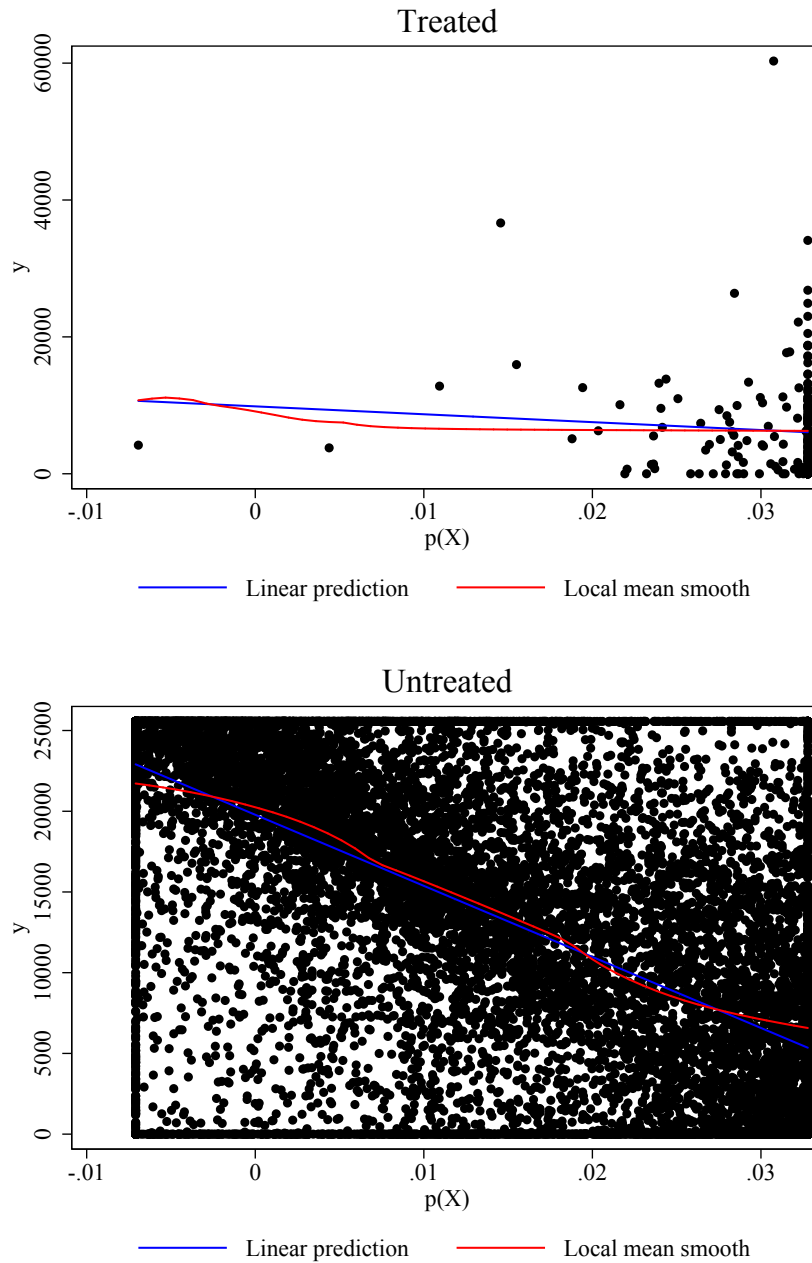 Treated
60000
40000
20000
0
y
-.01 0 .01 .02 .03
p(X)
Linear prediction Local mean smooth
Untreated
25000
20000
15000
10000
5000
0
y
-.01 0 .01 .02 .03
p(X)
Linear prediction Local mean smooth